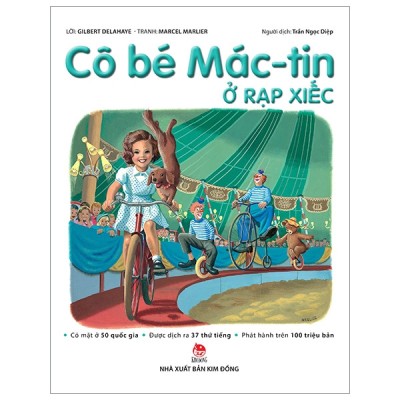 LỜI: GILBERT DELAHAYE - TRANH: MARCEL MARLIER
Người dịch: Trần Ngọc Diệp
Cô bé Mác-tin
Ở RẠP XIẾC
• Có mặt ở 50 quốc gia • Được dịch ra 37 thứ tiếng • Phát hành trên 100 triệu bản
NHÀ XUẤT BẢN KIM ĐỒNG